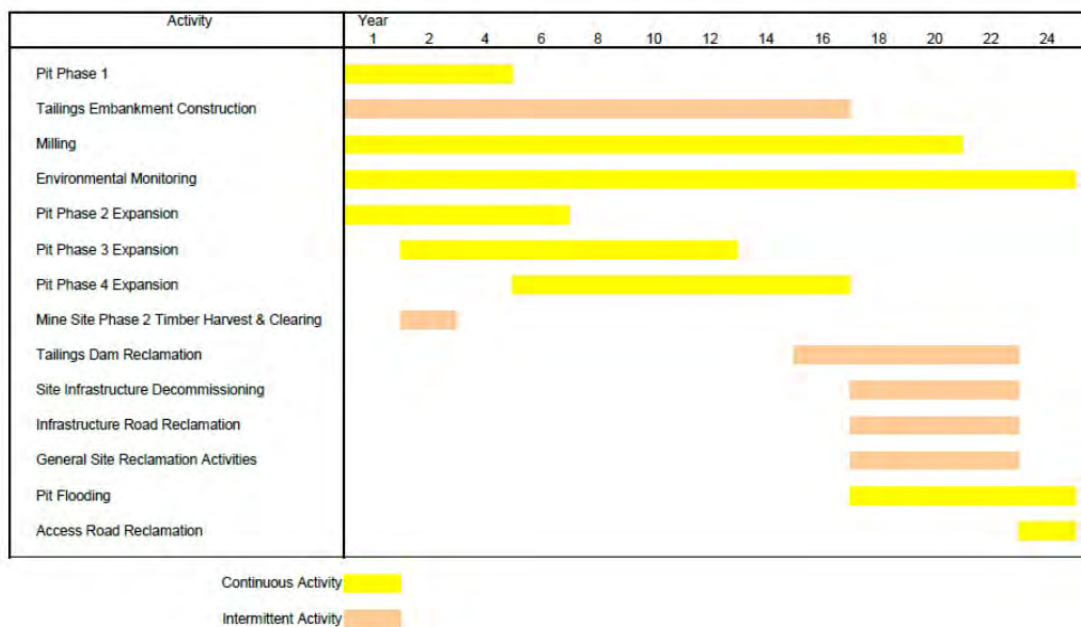 Activity Year
1 2 4 6 8 10 12 14 16 18 20 22 24
Pit Phase 1
Tailings Embankment Construction
Milling
Environmental Monitoring
Pit Phase 2 Expansion
Pit Phase 3 Expansion
Pit Phase 4 Expansion
Mine Site Phase 2 Timber Harvest & Clearing
Tailings Dam Reclamation
Site Infrastructure Decommissioning
Infrastructure Road Reclamation
General Site Reclamation Activities
Pit Flooding
Access Road Reclamation
Continuous Activity
Intermittent Activity